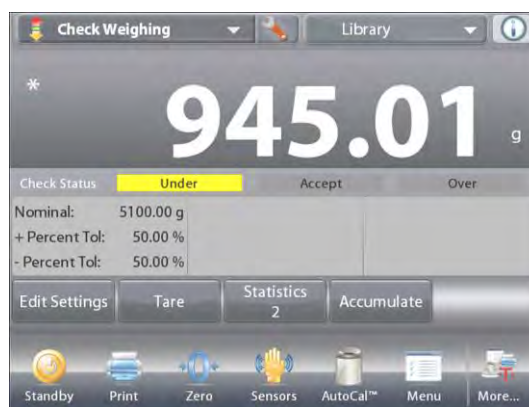 Check Weighing Library
*
945.01 g
Check Status Under Accept Over
Nominal: 5100.00 g
+ Percent Tol: 50.00 %
- Percent Tol: 50.00 %
Edit Settings Tare Statistics 2 Accumulate
Standby Print Zero Sensors AutoCal™ Menu More...